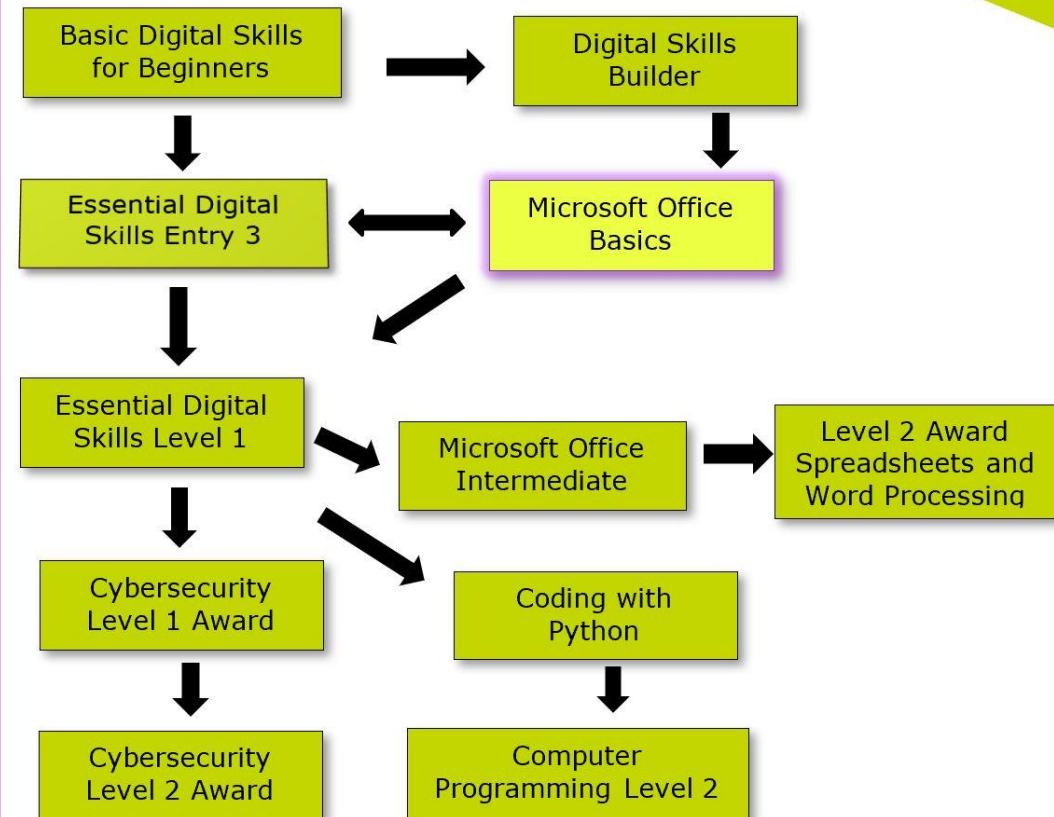 Basic Digital Skills
for Beginners
Digital Skills
Builder
Essential Digital
Skills Entry 3
Microsoft Office
Basics
Essential Digital
Skills Level 1
Microsoft Office
Intermediate
Level 2 Award
Spreadsheets and
Word Processing
Cybersecurity
Level 1 Award
Coding with
Python
Cybersecurity
Level 2 Award
Computer
Programming Level 2